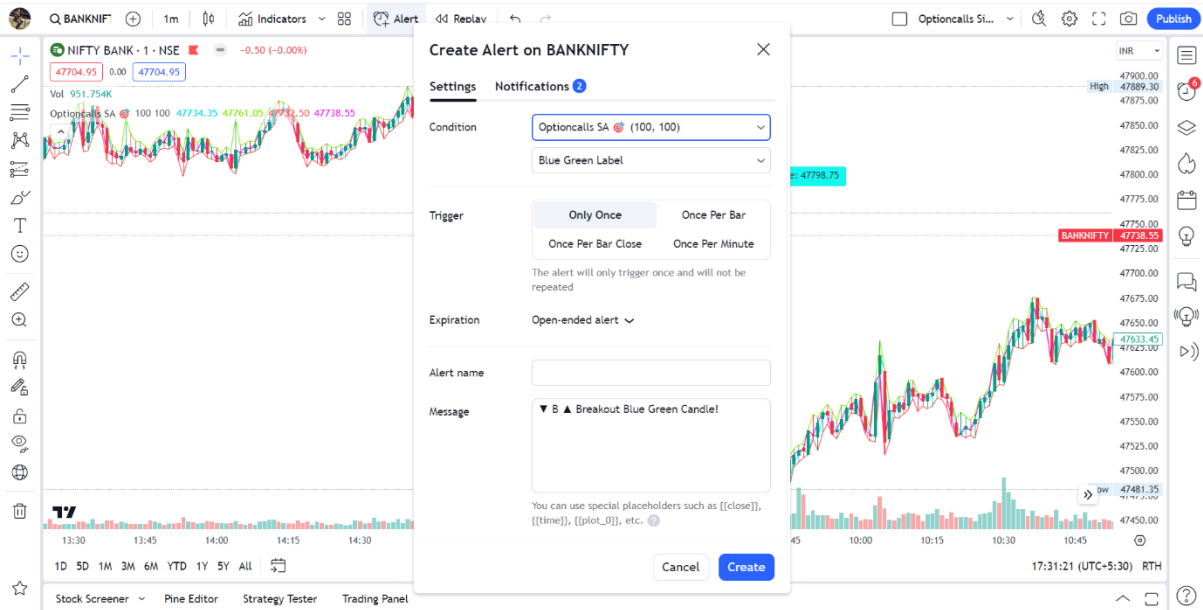 BANKNIFT
1m
Indicators
Alert
Replay
Optioncalls Si...
Publish
NIFTY BANK · 1 · NSE
−0.50 (−0.00%)
47704.95 0.00 47704.95
Vol 951.754K
Optioncalls SA 🎯 100 100 47734.35 47761.05 47732.50 47738.55
Create Alert on BANKNIFTY
Settings
Notifications 2
Condition
Optioncalls SA 🎯 (100, 100)
Blue Green Label
Trigger
Only Once
Once Per Bar
Once Per Bar Close
Once Per Minute
The alert will only trigger once and will not be
repeated
Expiration
Open-ended alert
Alert name
Message
▼ B ▲ Breakout Blue Green Candle!
You can use special placeholders such as [[close]],
[[time]], {{plot_0}}, etc. ?
Cancel
Create
e: 47798.75
INR
6
47900.00
High 47889.30
47875.00
47850.00
47825.00
47800.00
47775.00
47750.00
BANKNIFTY 47738.55
47725.00
47700.00
47675.00
47650.00
47633.45
47625.00
47600.00
47575.00
47550.00
47525.00
47500.00
ow 47481.35
47475.00
47450.00
13:30
13:45
14:00
14:15
14:30
45
10:00
10:15
10:30
10:45
1D 5D 1M 3M 6M YTD 1Y 5Y All
17:31:21 (UTC+5:30) RTH
Stock Screener
Pine Editor
Strategy Tester
Trading Panel